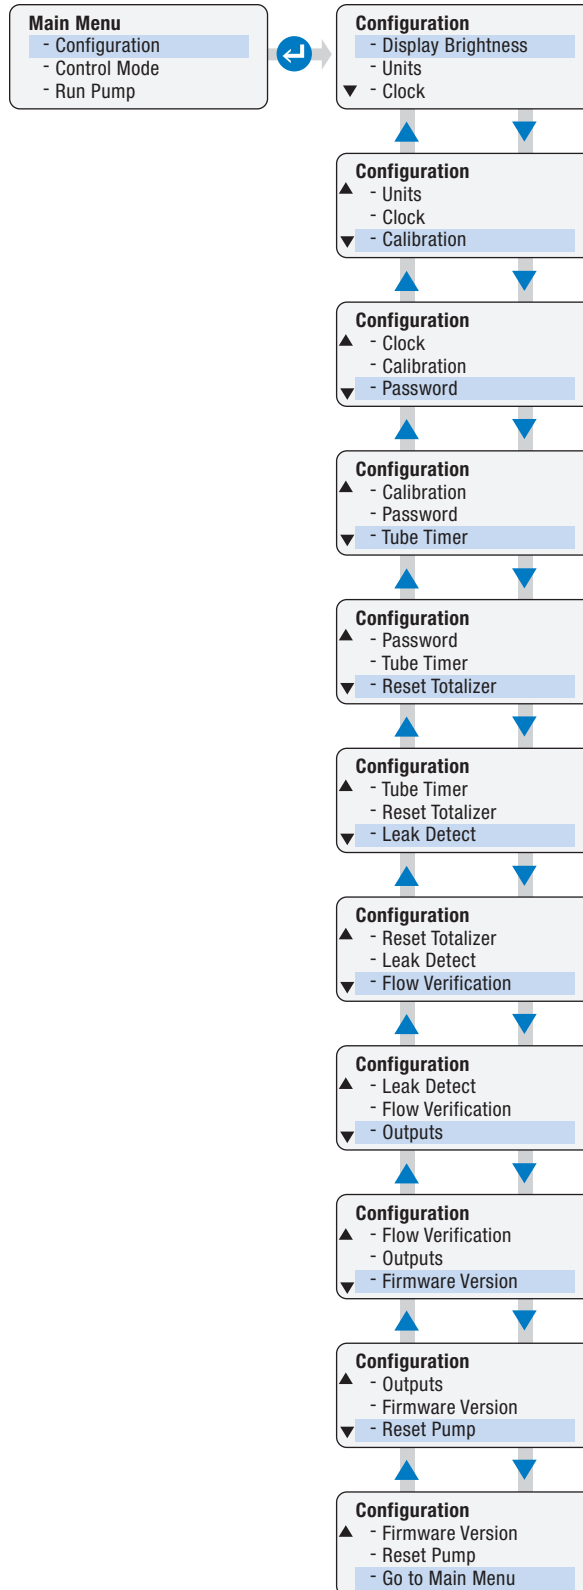 Main Menu
- Configuration
- Control Mode
- Run Pump
Configuration
- Display Brightness
- Units
- Clock
Configuration
- Units
- Clock
- Calibration
Configuration
- Clock
- Calibration
- Password
Configuration
- Calibration
- Password
- Tube Timer
Configuration
- Password
- Tube Timer
- Reset Totalizer
Configuration
- Tube Timer
- Reset Totalizer
- Leak Detect
Configuration
- Reset Totalizer
- Leak Detect
- Flow Verification
Configuration
- Leak Detect
- Flow Verification
- Outputs
Configuration
- Flow Verification
- Outputs
- Firmware Version
Configuration
- Outputs
- Firmware Version
- Reset Pump
Configuration
- Firmware Version
- Reset Pump
- Go to Main Menu